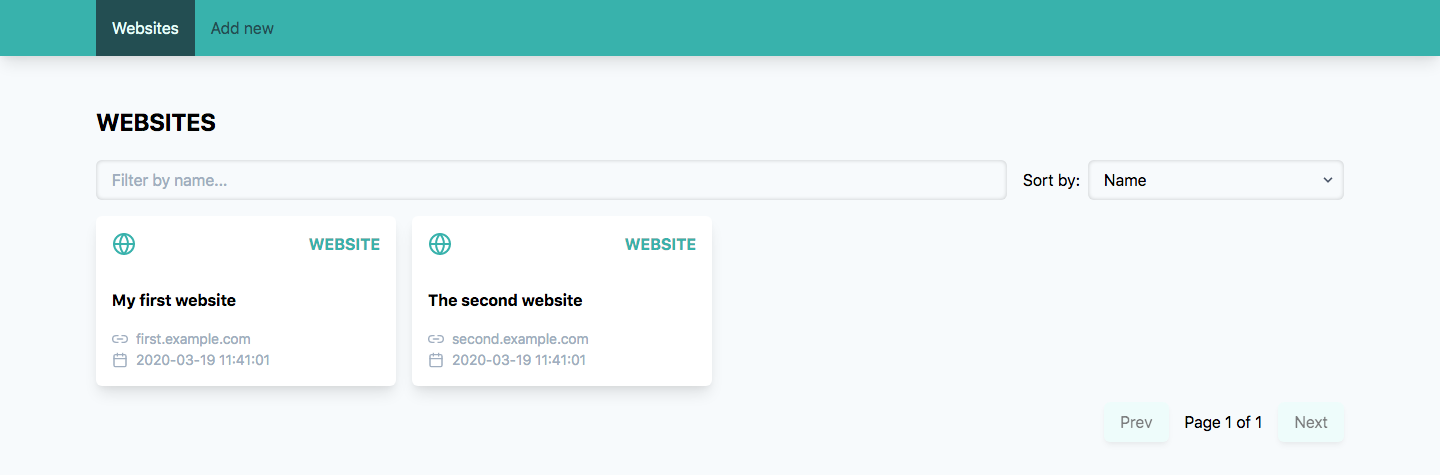 Websites Add new
WEBSITES
Filter by name... Sort by: Name
WEBSITE WEBSITE
My first website The second website
first.example.com second.example.com
2020-03-19 11:41:01 2020-03-19 11:41:01
Prev Page 1 of 1 Next